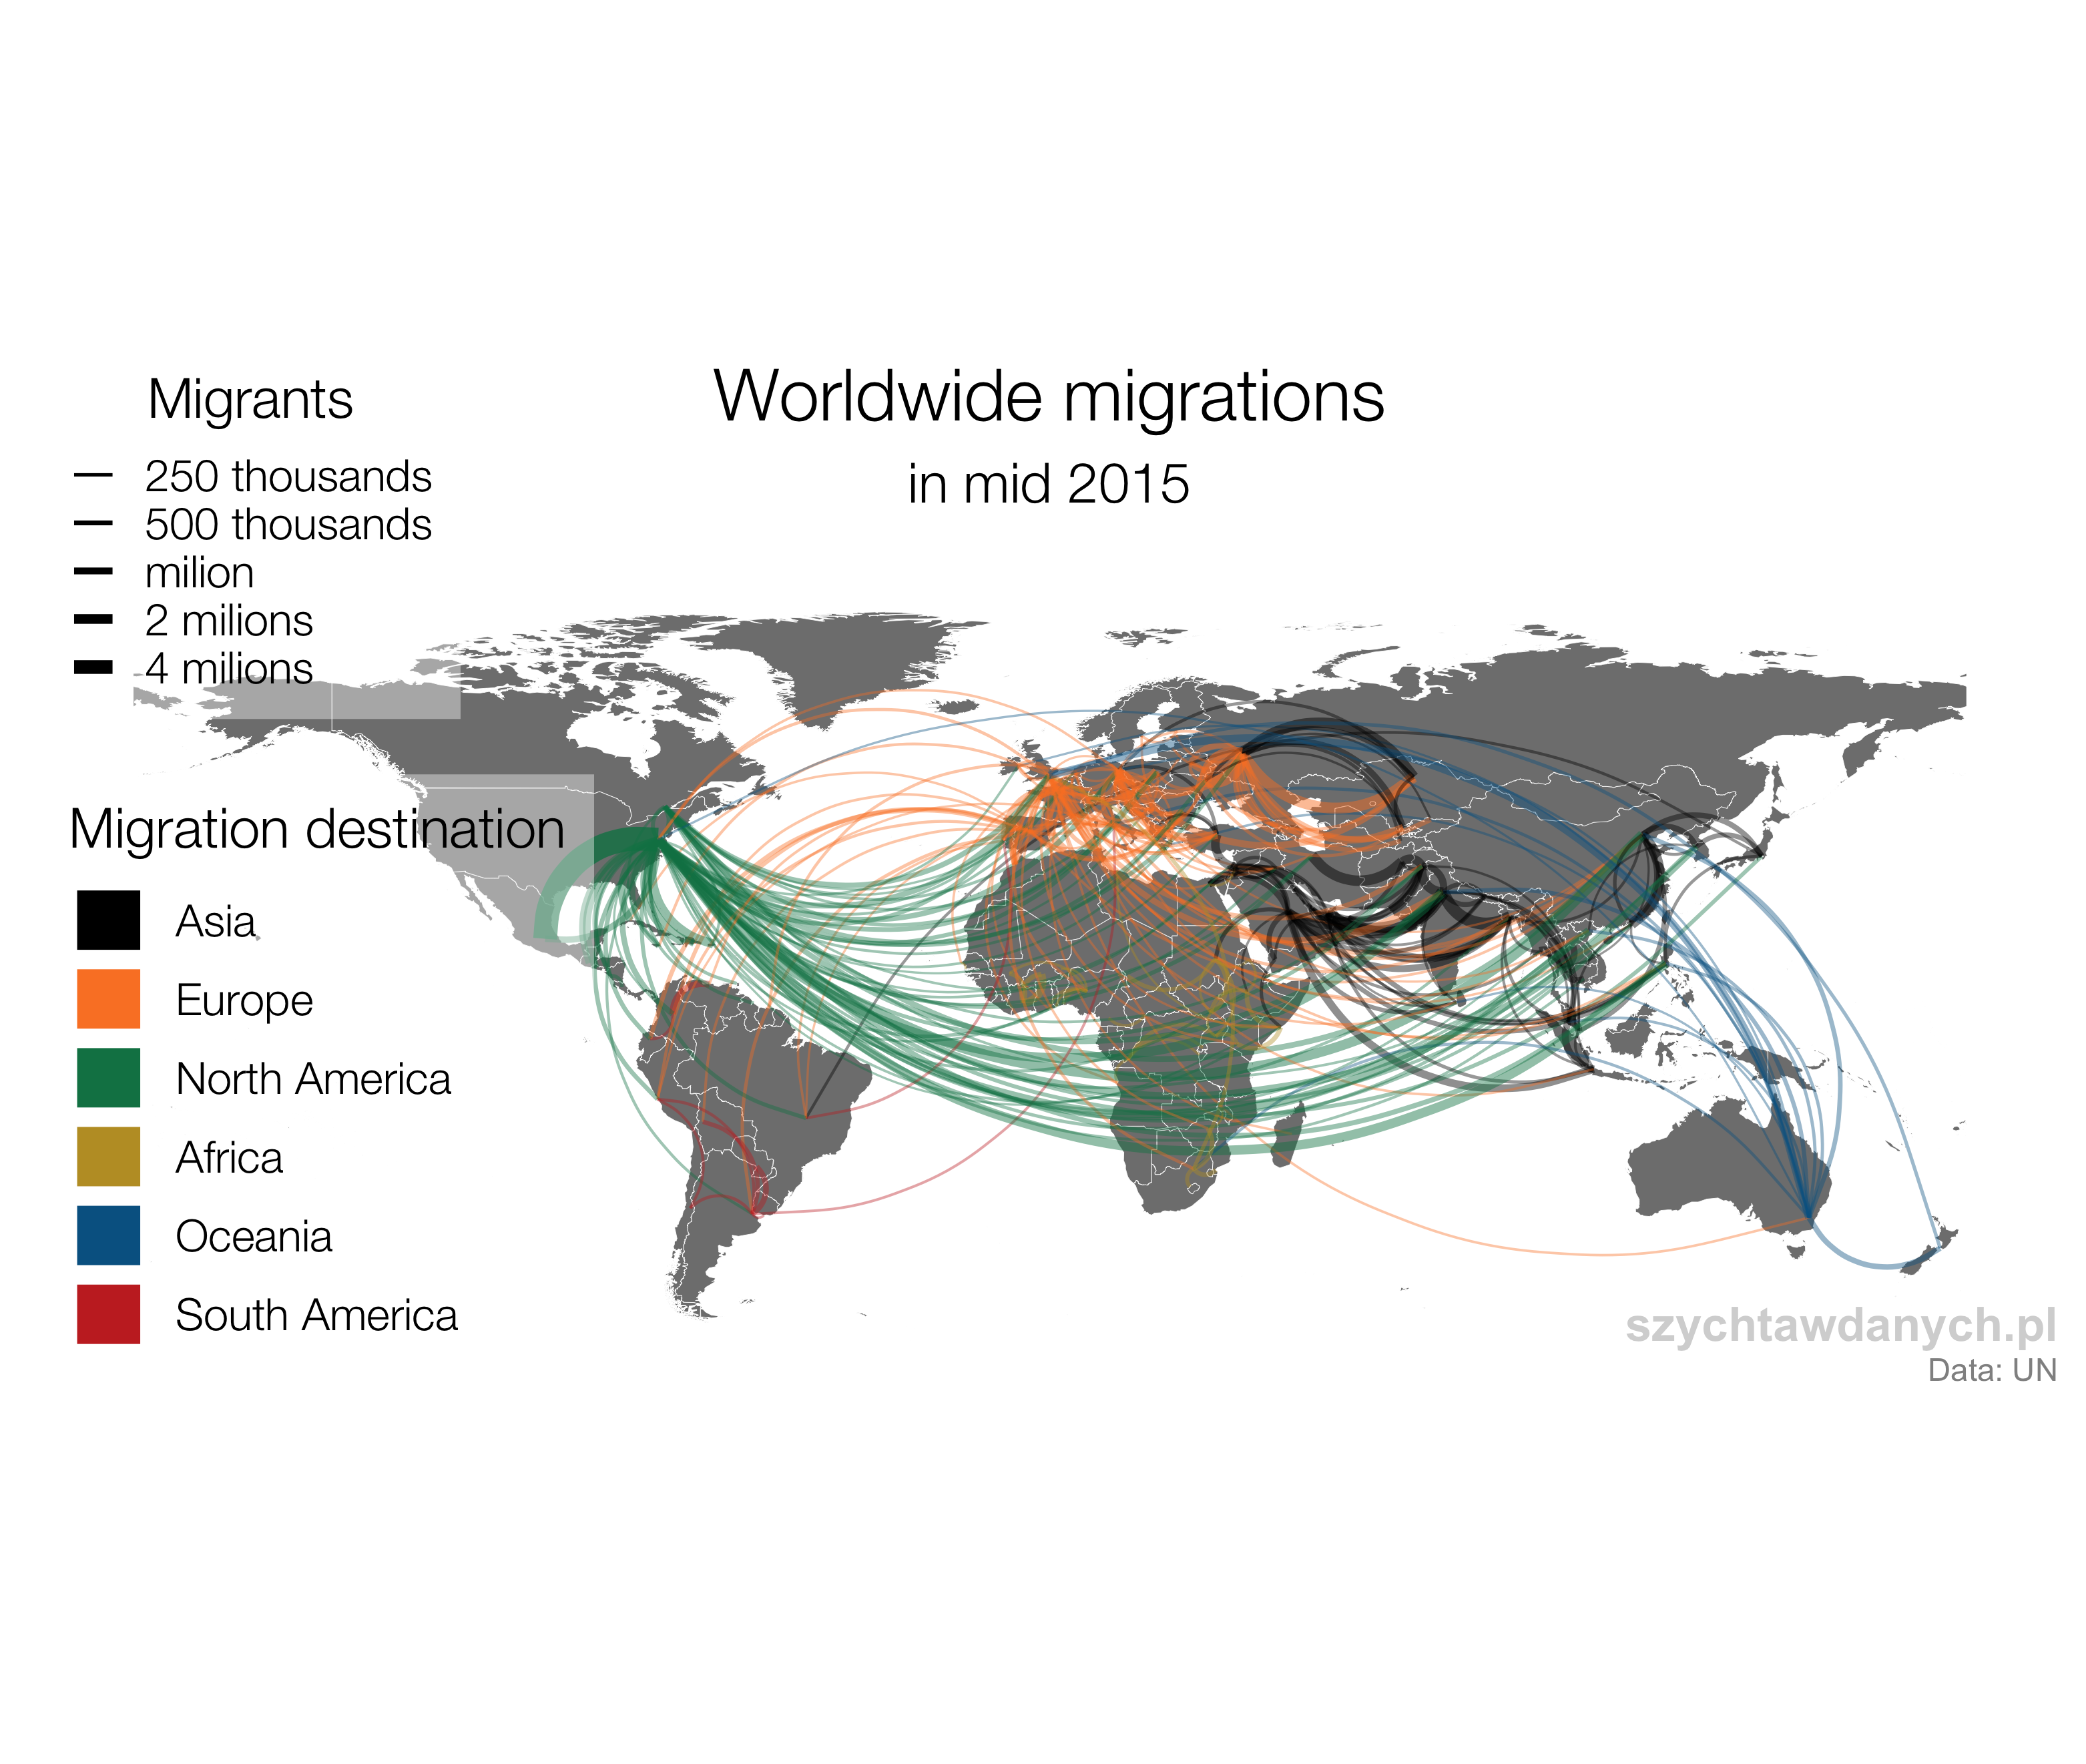 Worldwide migrations
in mid 2015
Migrants
250 thousands
500 thousands
milion
2 milions
4 milions
Migration destination
Asia
Europe
North America
Africa
Oceania
South America
szychtawdanych.pl
Data: UN